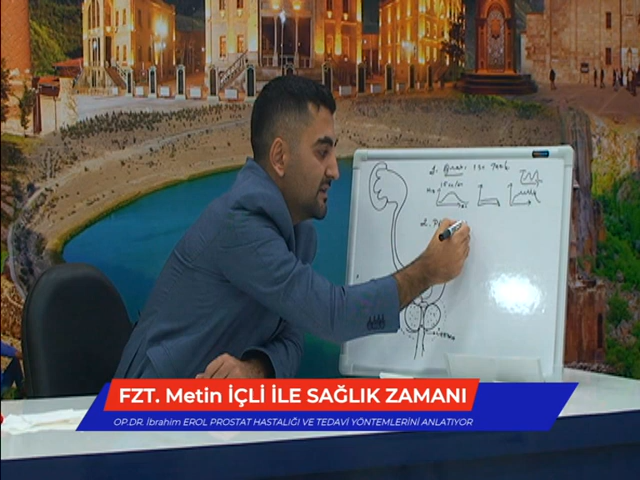 FZT. Metin İÇLİ İLE SAĞLIK ZAMANI
OP.DR. İbrahim EROL PROSTAT HASTALIĞI VE TEDAVİ YÖNTEMLERİNİ ANLATIYOR